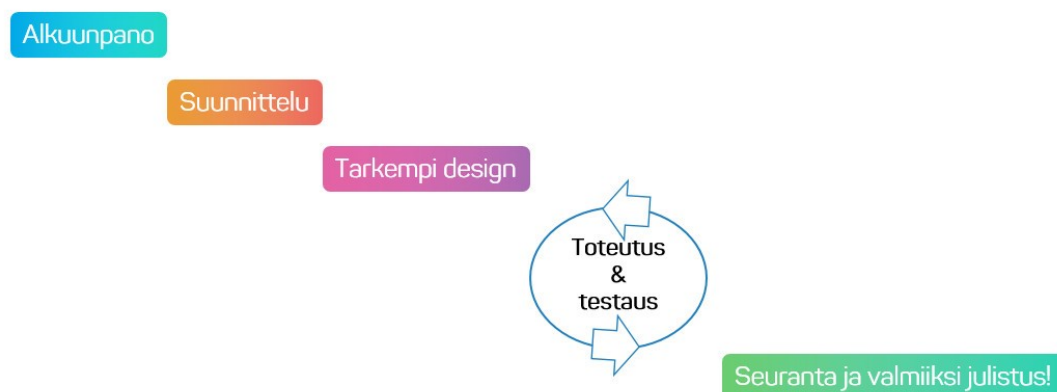 Alkuunpano
Suunnittelu
Tarkempi design
Toteutus
&
testaus
Seuranta ja valmiiksi julistus!